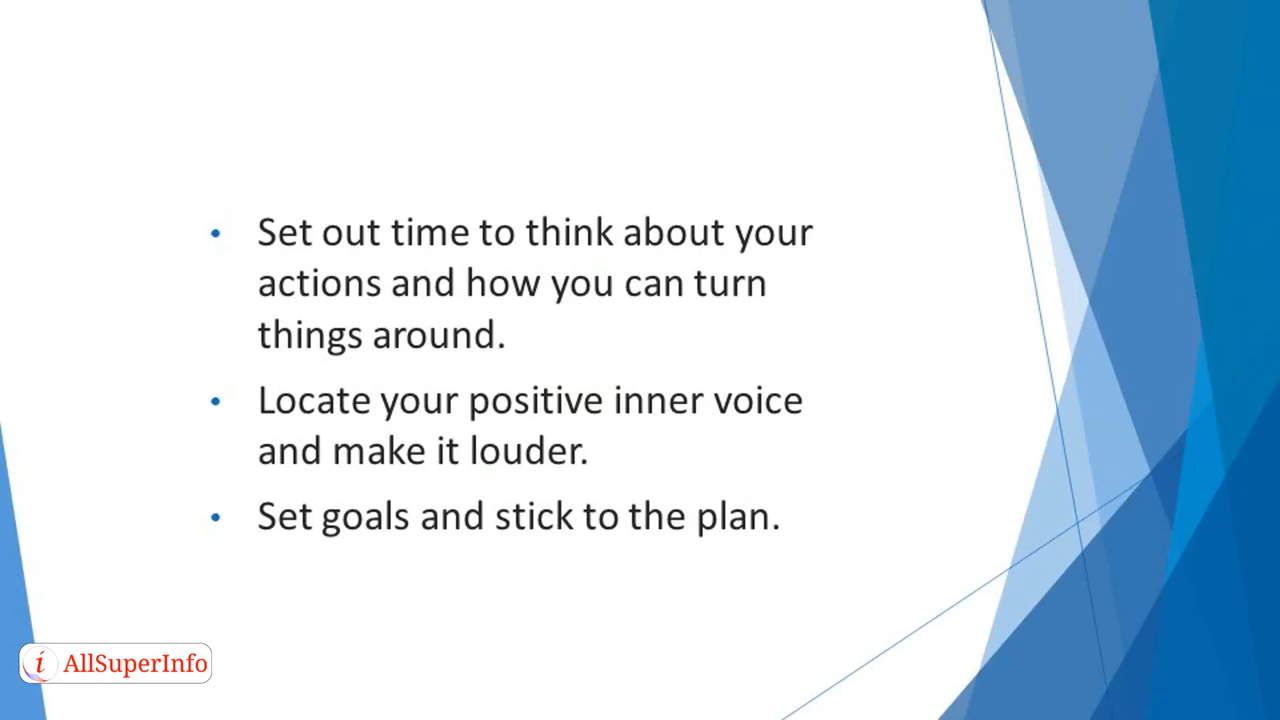 • Set out time to think about your
actions and how you can turn
things around.
• Locate your positive inner voice
and make it louder.
• Set goals and stick to the plan.
i AllSuperInfo